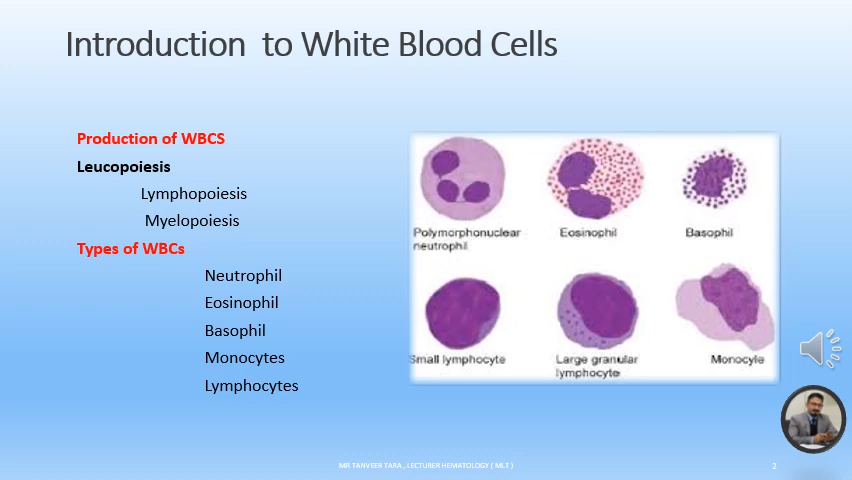 Introduction to White Blood Cells
Production of WBCS
Leucopoiesis
Lymphopoiesis
Myelopoiesis
Types of WBCs
Neutrophil
Eosinophil
Basophil
Monocytes
Lymphocytes
Polymorphonuclear
neutrophil
Eosinophil
Basophil
Small lymphocyte
Large granular
lymphocyte
Monocyte
MR TANVEER TARA , LECTURER HEMATOLOGY ( MLT )
2